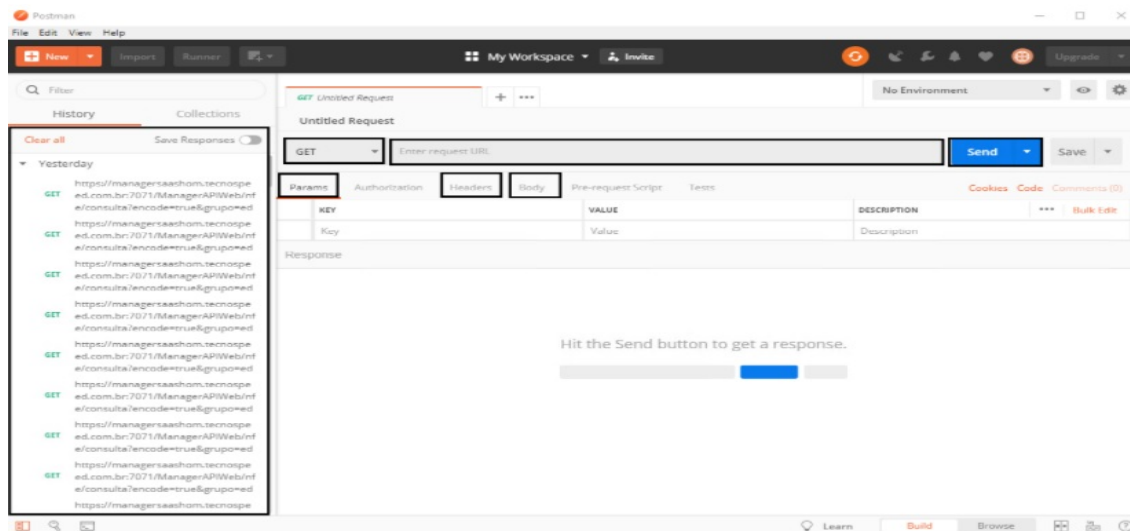 Postman
File Edit View Help
New Import Runner My Workspace Invite Upgrade
Filter
History Collections
Clear all Save Responses
Yesterday
GET https://managersaashom.tecnospe
ed.com.br:7071/ManagerAPIWeb/nf
e/consulta?encode=true&grupo=ed
GET https://managersaashom.tecnospe
ed.com.br:7071/ManagerAPIWeb/nf
e/consulta?encode=true&grupo=ed
GET https://managersaashom.tecnospe
ed.com.br:7071/ManagerAPIWeb/nf
e/consulta?encode=true&grupo=ed
GET https://managersaashom.tecnospe
ed.com.br:7071/ManagerAPIWeb/nf
e/consulta?encode=true&grupo=ed
GET https://managersaashom.tecnospe
ed.com.br:7071/ManagerAPIWeb/nf
e/consulta?encode=true&grupo=ed
GET https://managersaashom.tecnospe
ed.com.br:7071/ManagerAPIWeb/nf
e/consulta?encode=true&grupo=ed
GET https://managersaashom.tecnospe
ed.com.br:7071/ManagerAPIWeb/nf
e/consulta?encode=true&grupo=ed
GET https://managersaashom.tecnospe
ed.com.br:7071/ManagerAPIWeb/nf
e/consulta?encode=true&grupo=ed
https://managersaashom.tecnospe
GET Untitled Request
No Environment
Untitled Request
GET Enter request URL Send Save
Params Authorization Headers Body Pre-request Script Tests Cookies Code Comments (0)
KEY VALUE DESCRIPTION Bulk Edit
Key Value Description
Response
Hit the Send button to get a response.
Learn Build Browse